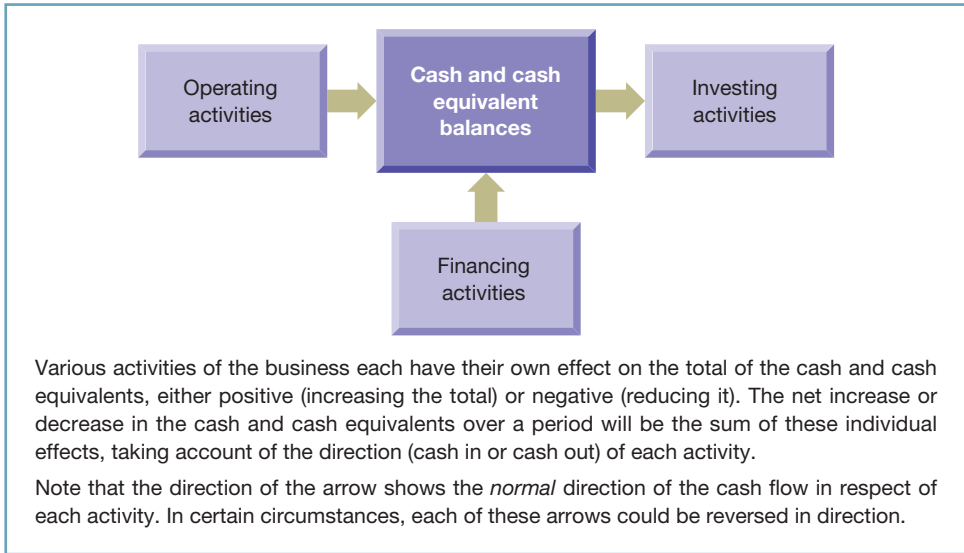 Operating
activities
Cash and cash
equivalent
balances
Investing
activities
Financing
activities
Various activities of the business each have their own effect on the total of the cash and cash
equivalents, either positive (increasing the total) or negative (reducing it). The net increase or
decrease in the cash and cash equivalents over a period will be the sum of these individual
effects, taking account of the direction (cash in or cash out) of each activity.
Note that the direction of the arrow shows the normal direction of the cash flow in respect of
each activity. In certain circumstances, each of these arrows could be reversed in direction.